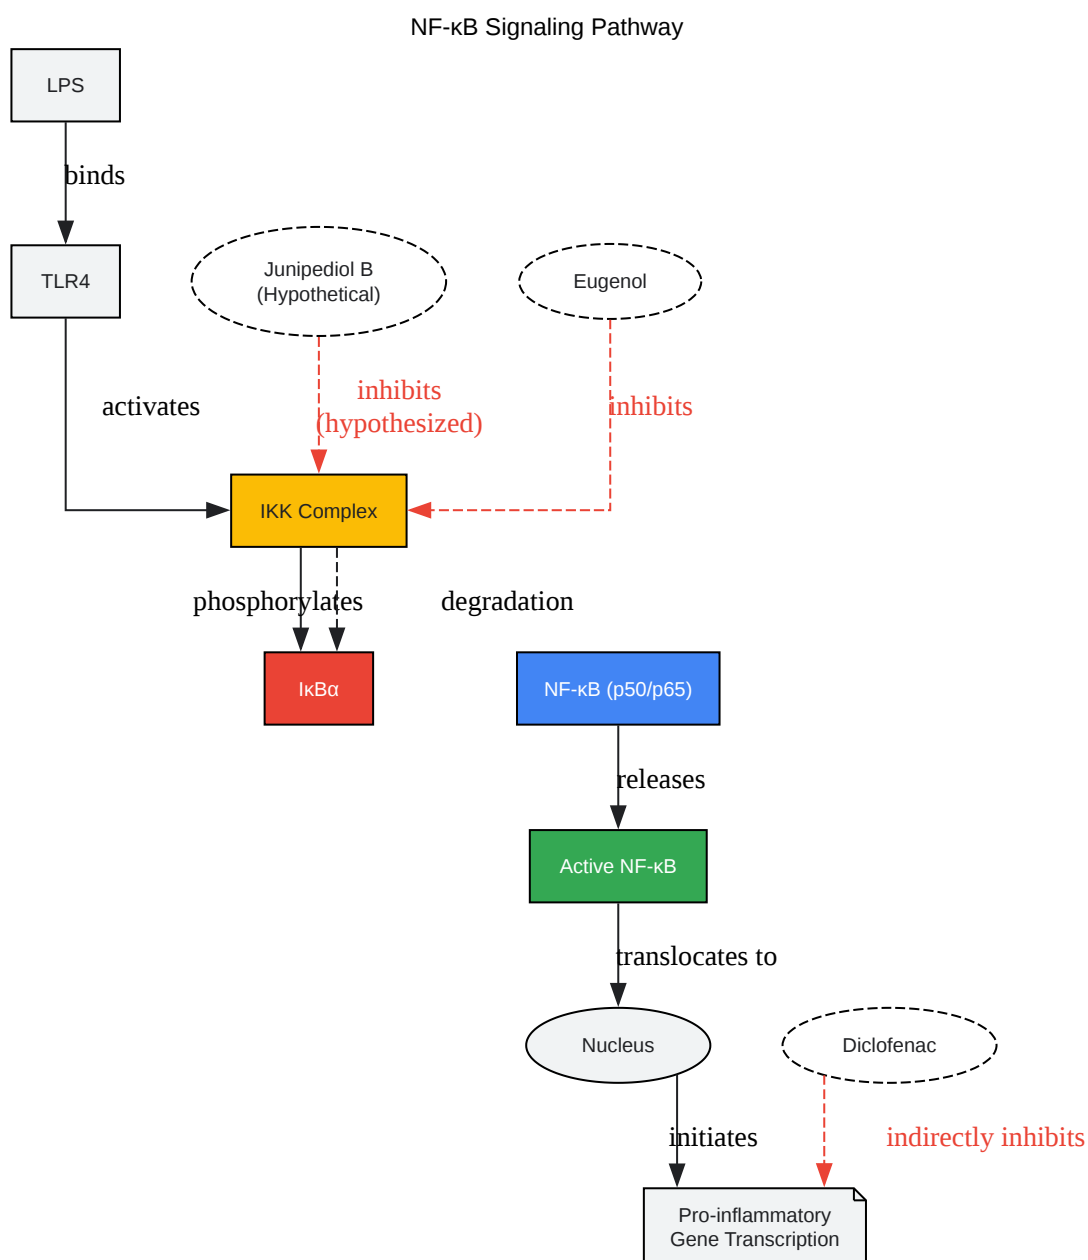 NF-κB Signaling Pathway
LPS
binds
TLR4
Junipediol B
(Hypothetical)
Eugenol
activates
inhibits
(hypothesized)
inhibits
IKK Complex
phosphorylates
degradation
IκBα
NF-κB (p50/p65)
releases
Active NF-κB
translocates to
Nucleus
Diclofenac
initiates
indirectly inhibits
Pro-inflammatory
Gene Transcription